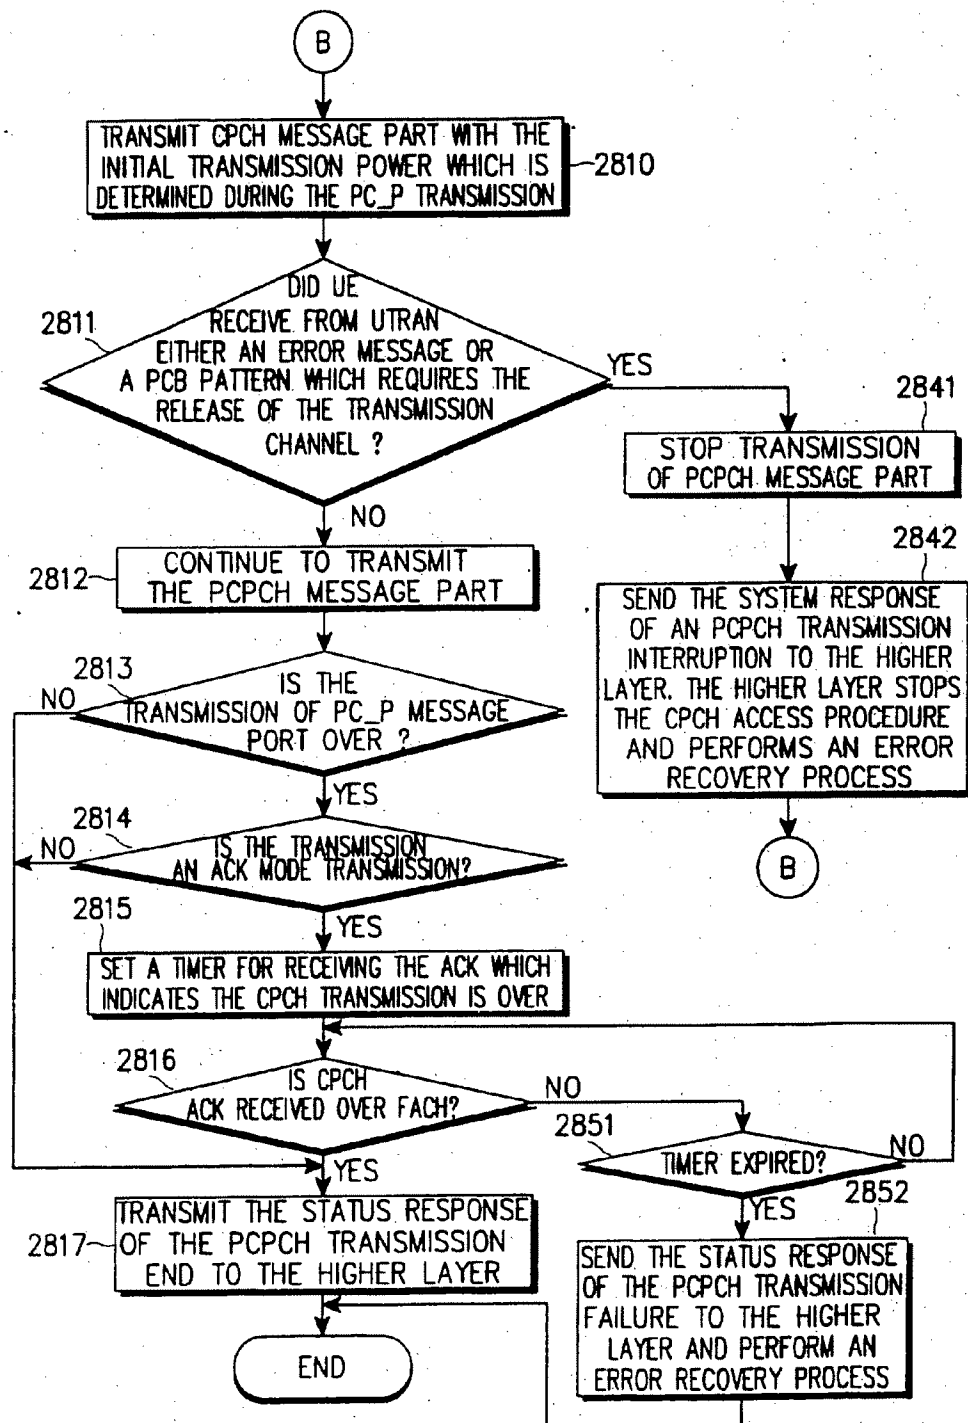 B
TRANSMIT CPCH MESSAGE PART WITH THE
INITIAL TRANSMISSION POWER WHICH IS
DETERMINED DURING THE PC_P TRANSMISSION
2810
DID UE
RECEIVE FROM UTRAN
EITHER AN ERROR MESSAGE OR
A PCB PATTERN WHICH REQUIRES THE
RELEASE OF THE TRANSMISSION
CHANNEL ?
2811
YES
NO
2841
STOP TRANSMISSION
OF PCPCH MESSAGE PART
2842
SEND THE SYSTEM RESPONSE
OF AN PCPCH TRANSMISSION
INTERRUPTION TO THE HIGHER
LAYER. THE HIGHER LAYER STOPS
THE CPCH ACCESS PROCEDURE
AND PERFORMS AN ERROR
RECOVERY PROCESS
B
2812
CONTINUE TO TRANSMIT
THE PCPCH MESSAGE PART
2813
NO
IS THE
TRANSMISSION OF PC_P MESSAGE
PORT OVER ?
YES
2814
NO
IS THE TRANSMISSION
AN ACK MODE TRANSMISSION?
YES
2815
SET A TIMER FOR RECEIVING THE ACK WHICH
INDICATES THE CPCH TRANSMISSION IS OVER
2816
IS CPCH
ACK RECEIVED OVER FACH?
NO
YES
2851
TIMER EXPIRED?
NO
YES
2852
SEND THE STATUS RESPONSE
OF THE PCPCH TRANSMISSION
FAILURE TO THE HIGHER
LAYER AND PERFORM AN
ERROR RECOVERY PROCESS
2817
TRANSMIT THE STATUS RESPONSE
OF THE PCPCH TRANSMISSION
END TO THE HIGHER LAYER
END